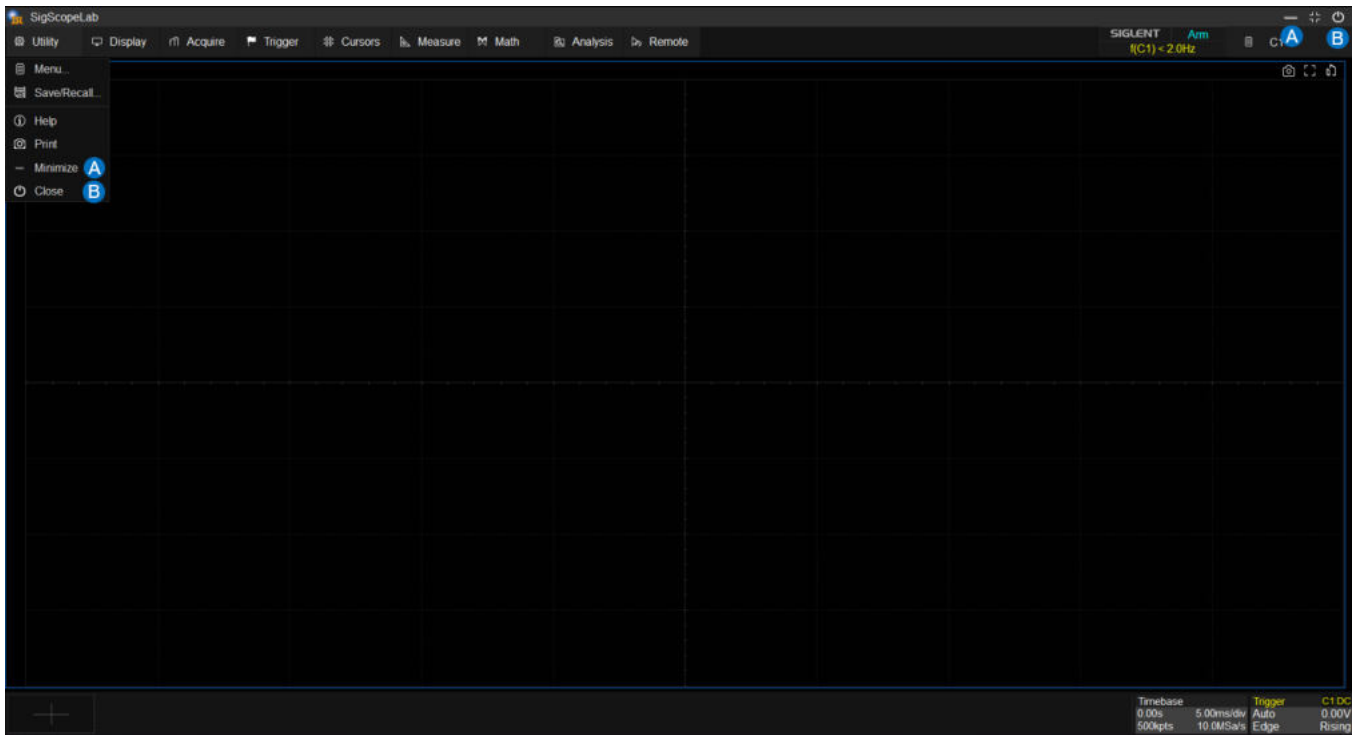 SigScopeLab
Utility Display Acquire Trigger Cursors Measure Math Analysis Remote
SIGLENT Arm
f(C1) < 2.0Hz
A B
Menu...
Save/Recall...
Help
Print
Minimize A
Close B
Timebase
0.00s 5.00ms/div
500kpts 10.0MSa/s
Trigger C1 DC
Auto 0.00V
Edge Rising